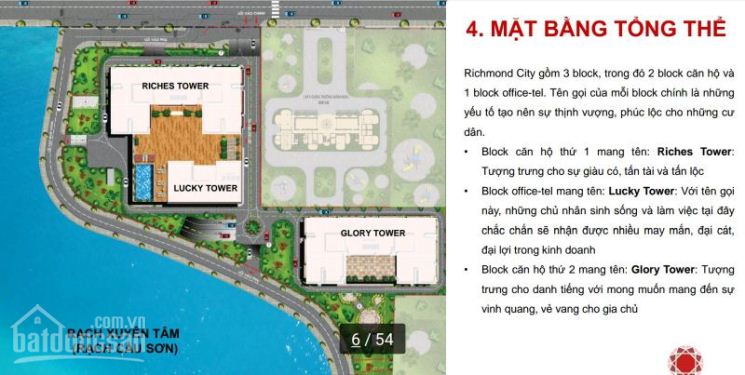 4. MẶT BẰNG TỔNG THỂ
Richmond City gồm 3 block, trong đó 2 block căn hộ và
1 block office-tel. Tên gọi của mỗi block chính là những
yếu tố tạo nên sự thịnh vượng, phúc lộc cho những cư
dân.
• Block căn hộ thứ 1 mang tên: Riches Tower:
Tượng trưng cho sự giàu có, tấn tài và tấn lộc
• Block office-tel mang tên: Lucky Tower: Với tên gọi
này, những chủ nhân sinh sống và làm việc tại đây
chắc chắn sẽ nhận được nhiều may mắn, đại cát,
đại lợi trong kinh doanh
• Block căn hộ thứ 2 mang tên: Glory Tower: Tượng
trưng cho danh tiếng với mong muốn mang đến sự
vinh quang, vẻ vang cho gia chủ
RICHES TOWER
LUCKY TOWER
GLORY TOWER
RẠCH XUYÊN TÂM
(RẠCH CẦU SƠN)
batdongsan
.com.vn
6 / 54